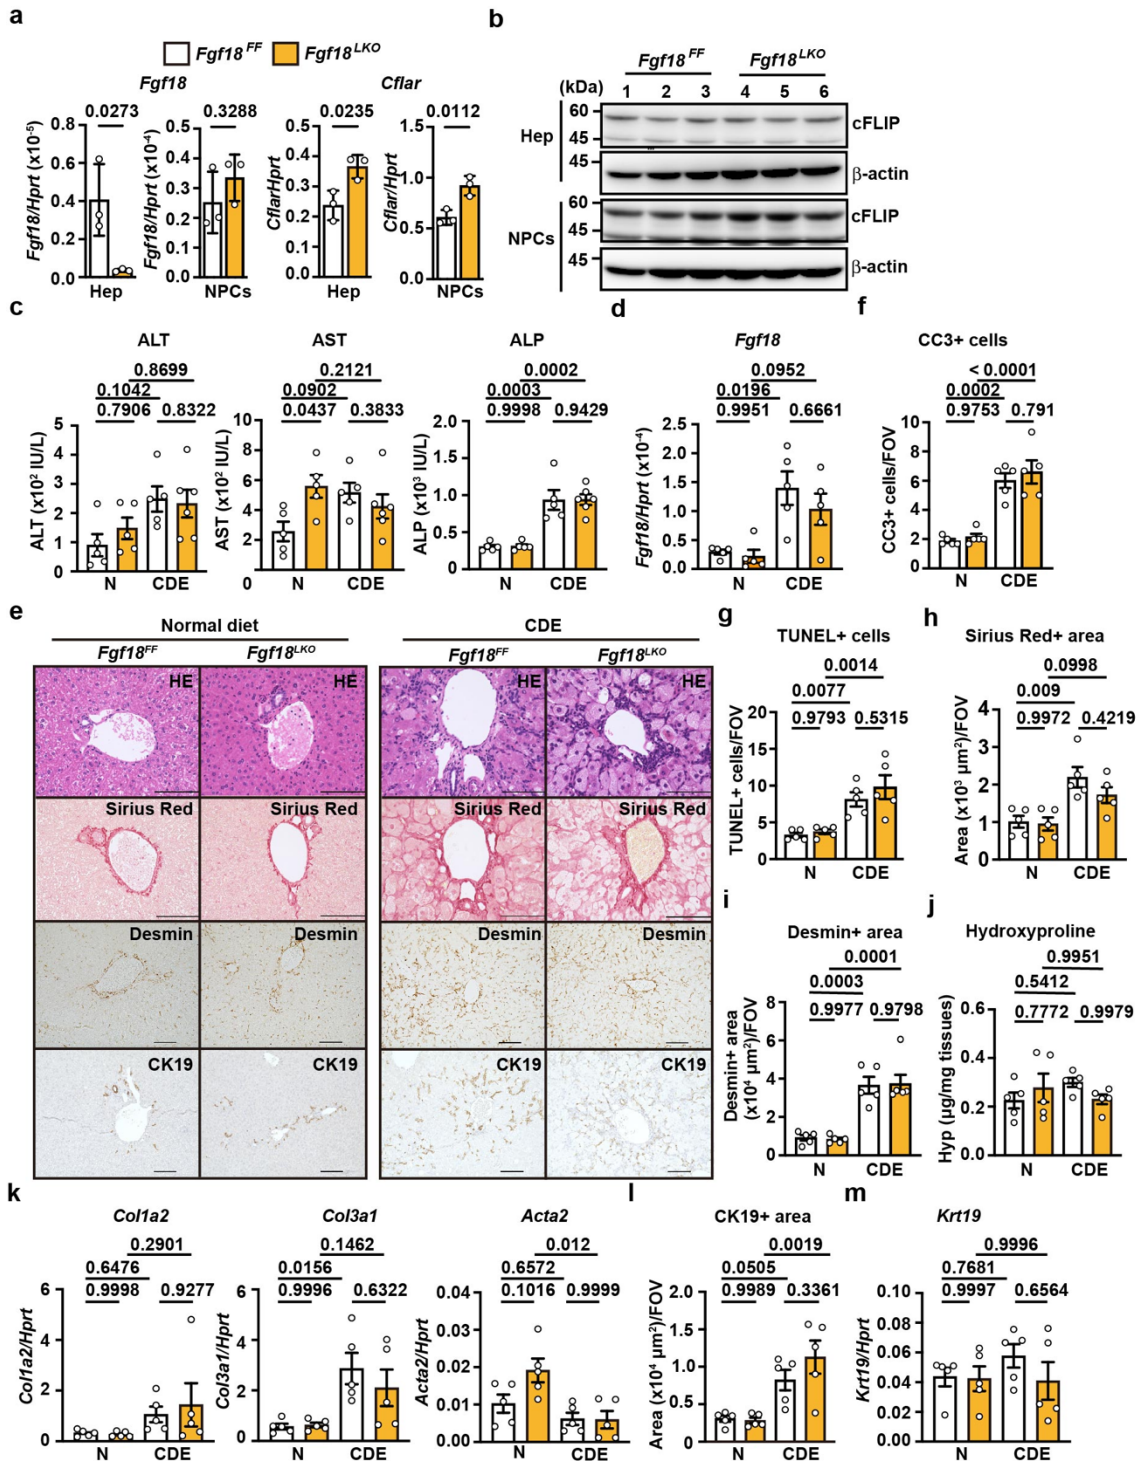 a
Fgf18^FF Fgf18^LKO
Fgf18 Cflar
0.0273 0.3288 0.0235 0.0112
Fgf18/Hprt (x10⁻⁵)
0.8
0.6
0.4
0.2
0.0
Hep
Fgf18/Hprt (x10⁻⁴)
0.5
0.4
0.3
0.2
0.1
0.0
NPCs
CflarHprt
0.5
0.4
0.3
0.2
0.1
0.0
Hep
Cflar/Hprt
1.5
1.0
0.5
0.0
NPCs
b
Fgf18^FF Fgf18^LKO
(kDa) 1 2 3 4 5 6
Hep
60
45
cFLIP
45
β-actin
NPCs
60
45
cFLIP
45
β-actin
c
ALT
0.8699
0.1042
0.7906 0.8322
ALT (x10² IU/L)
5
4
3
2
1
0
N CDE
AST
0.2121
0.0902
0.0437 0.3833
AST (x10² IU/L)
10
8
6
4
2
0
N CDE
ALP
0.0002
0.0003
0.9998 0.9429
ALP (x10³ IU/L)
2.0
1.5
1.0
0.5
0.0
N CDE
d
Fgf18
0.0952
0.0196
0.9951 0.6661
Fgf18/Hprt (x10⁻⁴)
2.5
2.0
1.5
1.0
0.5
0.0
N CDE
f
CC3+ cells
< 0.0001
0.0002
0.9753 0.791
CC3+ cells/FOV
10
8
6
4
2
0
N CDE
e
Normal diet CDE
Fgf18^FF Fgf18^LKO Fgf18^FF Fgf18^LKO
HE HE HE HE
Sirius Red Sirius Red Sirius Red Sirius Red
Desmin Desmin Desmin Desmin
CK19 CK19 CK19 CK19
g
TUNEL+ cells
0.0014
0.0077
0.9793 0.5315
TUNEL+ cells/FOV
20
15
10
5
0
N CDE
h
Sirius Red+ area
0.0998
0.009
0.9972 0.4219
Area (x10³ μm²)/FOV
4
3
2
1
0
N CDE
i
Desmin+ area
0.0001
0.0003
0.9977 0.9798
Desmin+ area
(x10⁴ μm²)/FOV
8
6
4
2
0
N CDE
j
Hydroxyproline
0.9951
0.5412
0.7772 0.9979
Hyp (μg/mg tissues)
0.6
0.4
0.2
0.0
N CDE
k
Col1a2
0.2901
0.6476
0.9998 0.9277
Col1a2/Hprt
6
4
2
0
N CDE
Col3a1
0.1462
0.0156
0.9996 0.6322
Col3a1/Hprt
6
5
4
3
2
1
0
N CDE
Acta2
0.012
0.6572
0.1016 0.9999
Acta2/Hprt
0.04
0.03
0.02
0.01
0.00
N CDE
l
CK19+ area
0.0019
0.0505
0.9989 0.3361
Area (x10⁴ μm²)/FOV
2.0
1.5
1.0
0.5
0.0
N CDE
m
Krt19
0.9996
0.7681
0.9997 0.6564
Krt19/Hprt
0.10
0.08
0.06
0.04
0.02
0.00
N CDE